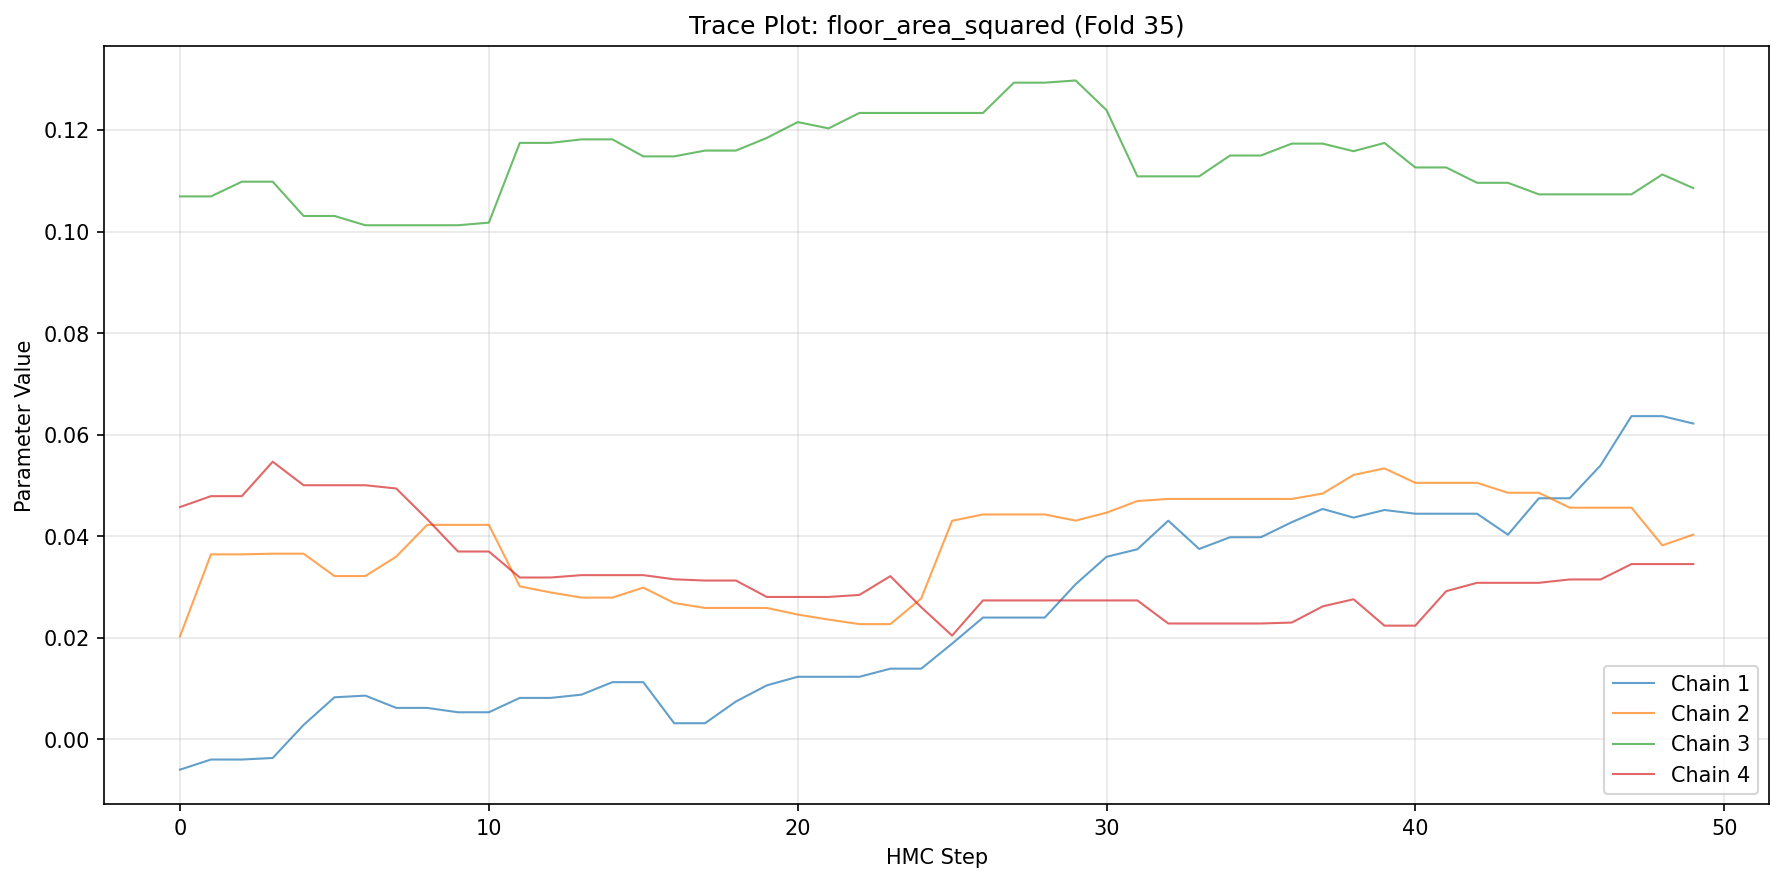 Trace Plot: floor_area_squared (Fold 35)
Parameter Value
0.12
0.10
0.08
0.06
0.04
0.02
0.00
0
10
20
30
40
50
HMC Step
Chain 1
Chain 2
Chain 3
Chain 4